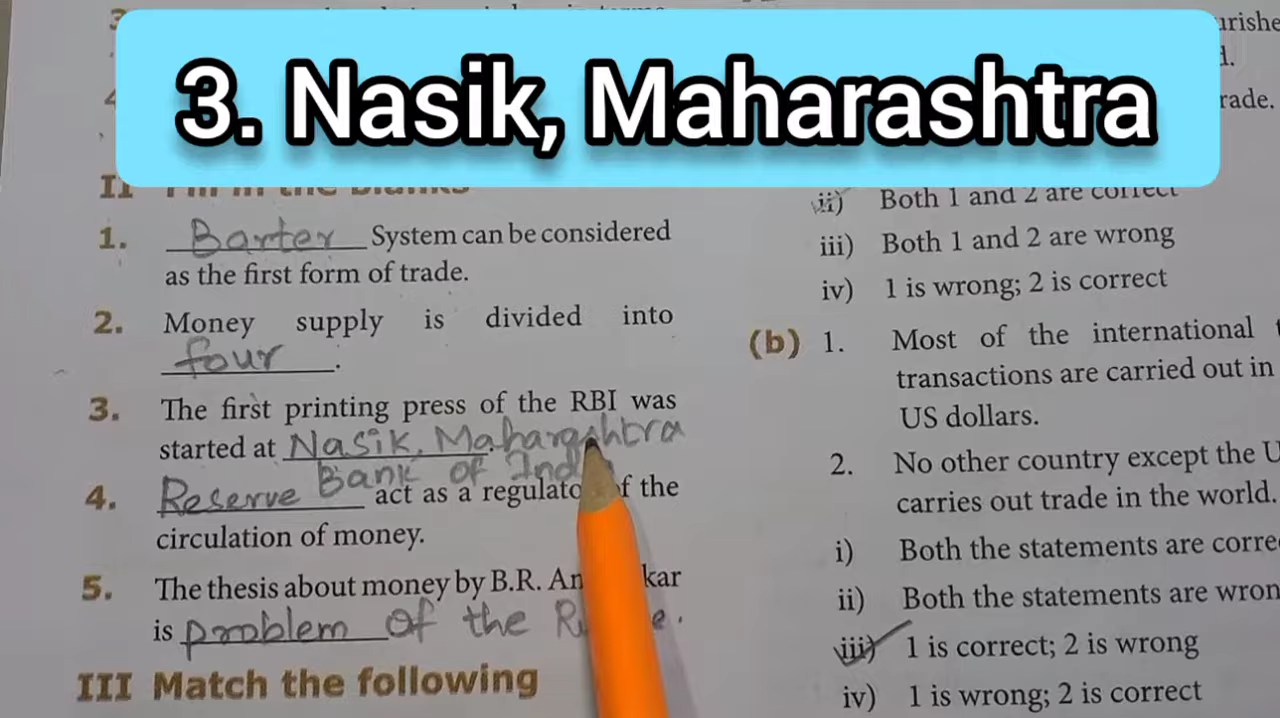 3. Nasik, Maharashtra
II Fill in the blanks
1. Barter System can be considered
as the first form of trade.
2. Money supply is divided into
four.
3. The first printing press of the RBI was
started at Nasik, Maharashtra
4. Reserve Bank of India act as a regulator of the
circulation of money.
5. The thesis about money by B.R. Ambedkar
is problem of the
III Match the following
rade.
ii) Both 1 and 2 are correct
iii) Both 1 and 2 are wrong
iv) 1 is wrong; 2 is correct
(b) 1. Most of the international
transactions are carried out in
US dollars.
2. No other country except the U
carries out trade in the world.
i) Both the statements are corre
ii) Both the statements are wron
iii) 1 is correct; 2 is wrong
iv) 1 is wrong; 2 is correct